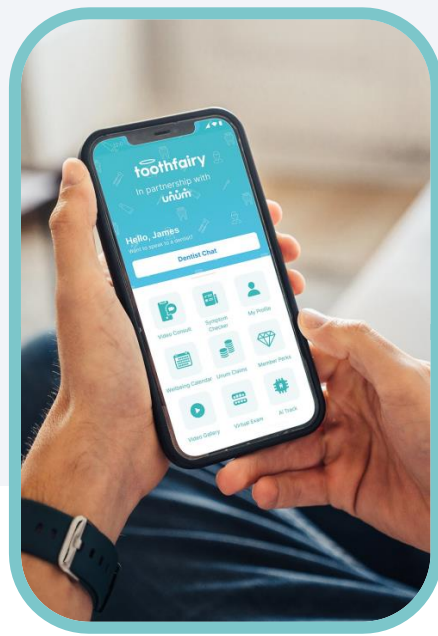 toothfairy
In partnership with
unum
Hello, James
Want to speak to a dentist?
Dentist Chat
Video Consult
Symptom
Checker
My Profile
Wellbeing Calendar
Unum Claims
Member Perks
Video Gallery
Virtual Exam
AI Track